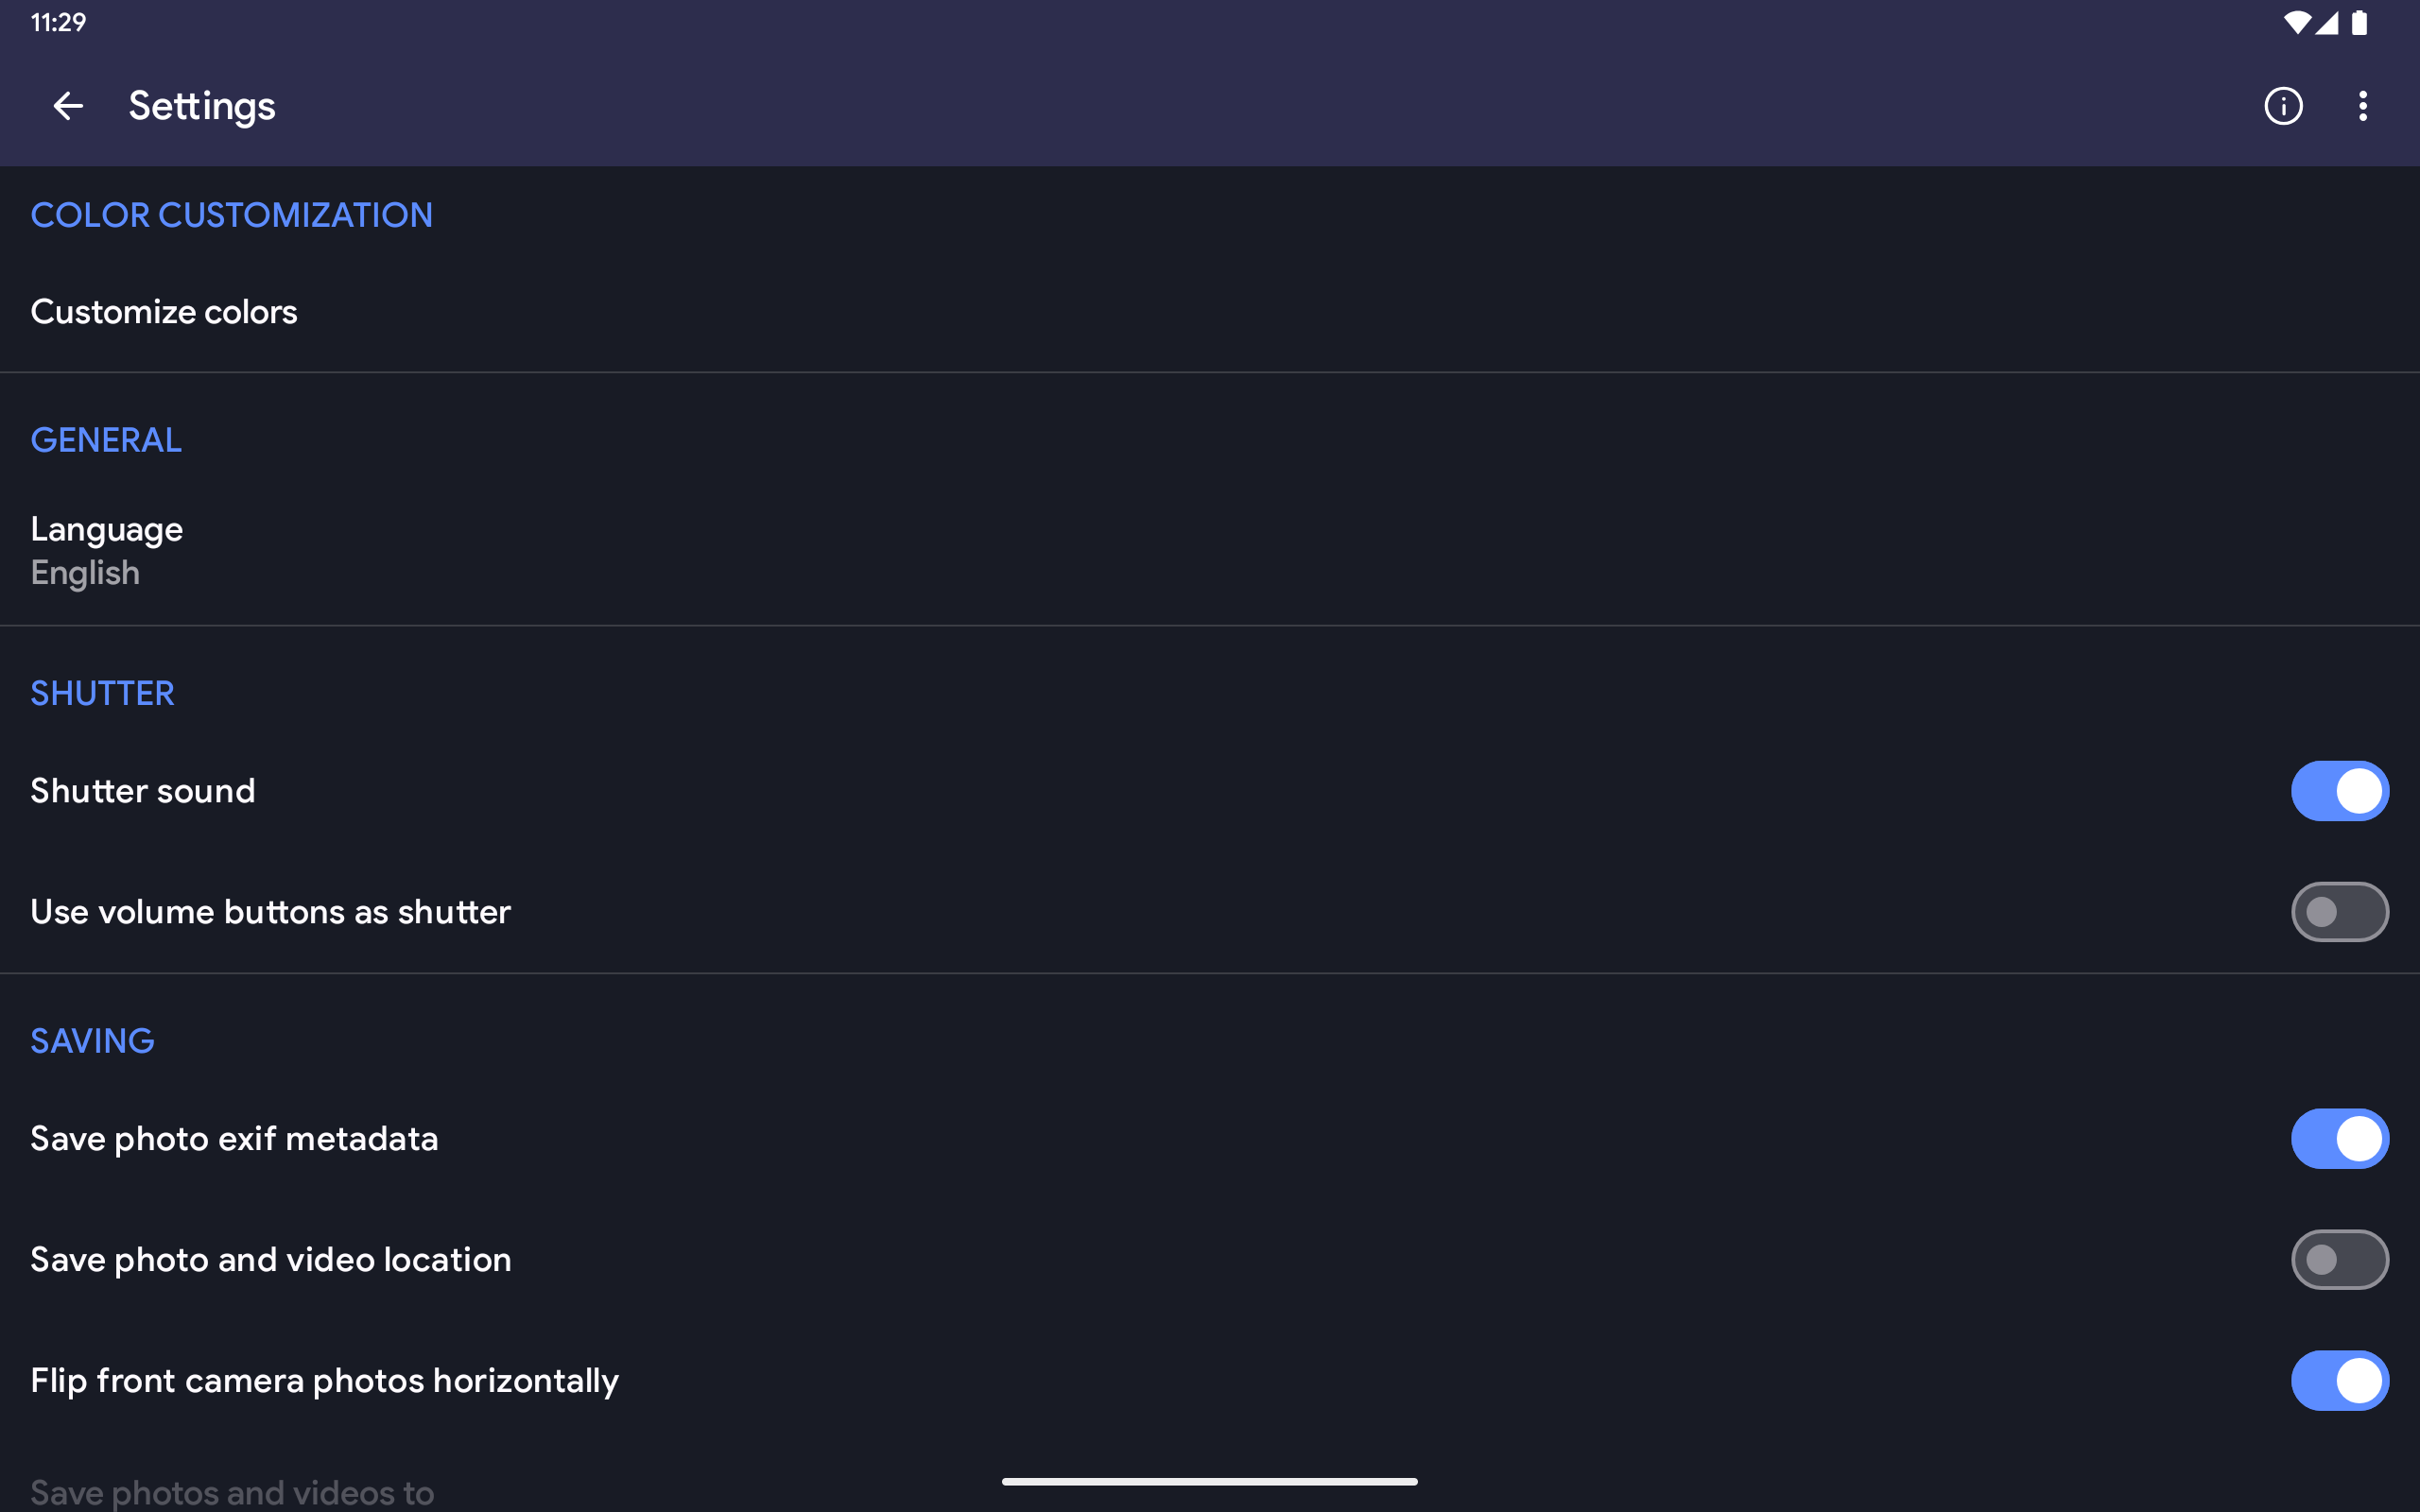 11:29
Settings
COLOR CUSTOMIZATION
Customize colors
GENERAL
Language
English
SHUTTER
Shutter sound
Use volume buttons as shutter
SAVING
Save photo exif metadata
Save photo and video location
Flip front camera photos horizontally
Save photos and videos to